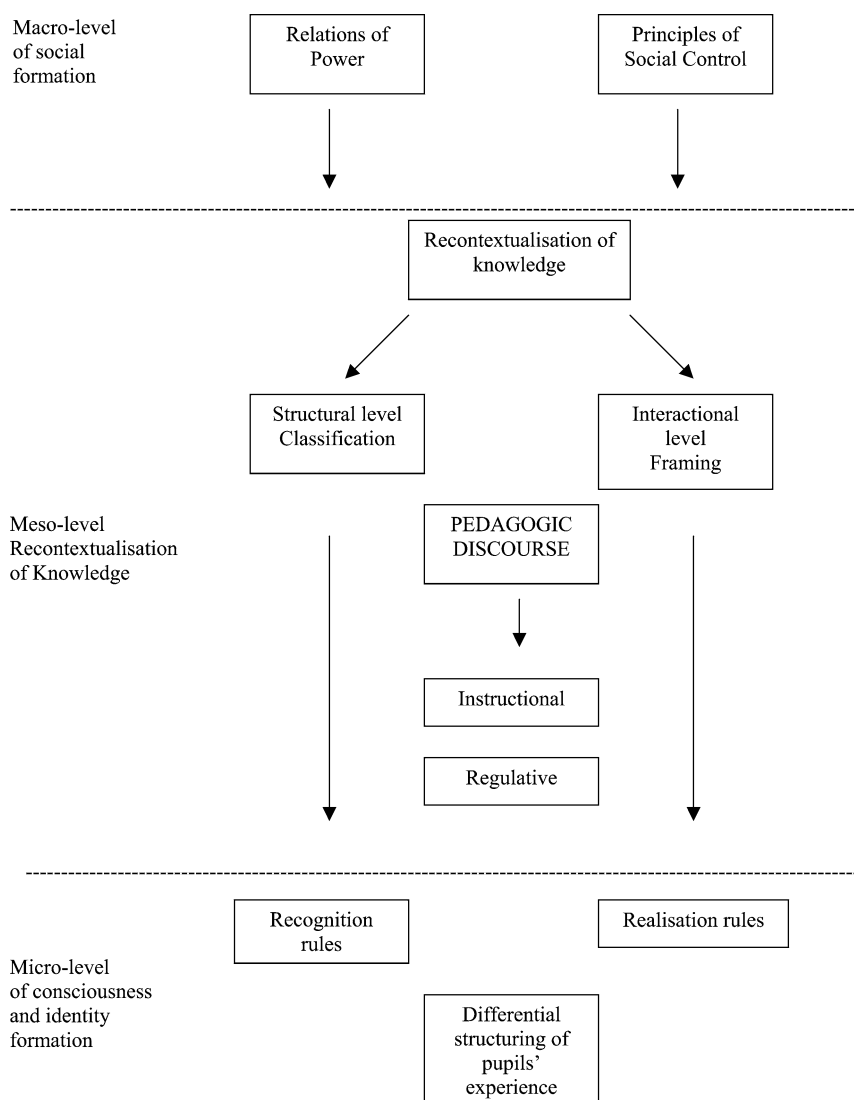 Macro-level
of social
formation
Relations of
Power
Principles of
Social Control
Recontextualisation of
knowledge
Structural level
Classification
Interactional
level
Framing
Meso-level
Recontextualisation
of Knowledge
PEDAGOGIC
DISCOURSE
Instructional
Regulative
Recognition
rules
Realisation rules
Micro-level
of consciousness
and identity
formation
Differential
structuring of
pupils’
experience